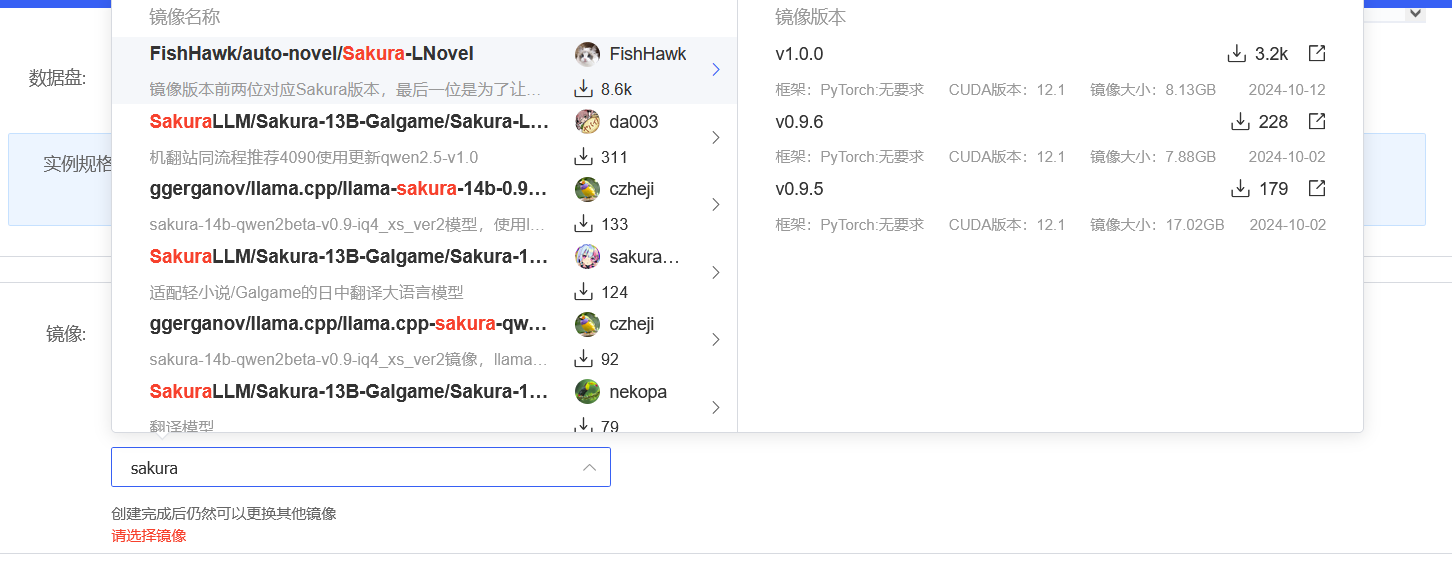 镜像名称
FishHawk/auto-novel/Sakura-LNovel
FishHawk
镜像版本前两位对应Sakura版本，最后一位是为了让…
8.6k
SakuraLLM/Sakura-13B-Galgame/Sakura-L…
da003
机翻站同流程推荐4090使用更新qwen2.5-v1.0
311
ggerganov/llama.cpp/llama-sakura-14b-0.9…
czheji
sakura-14b-qwen2beta-v0.9-iq4_xs_ver2模型，使用l…
133
SakuraLLM/Sakura-13B-Galgame/Sakura-1…
sakura…
适配轻小说/Galgame的日中翻译大语言模型
124
ggerganov/llama.cpp/llama.cpp-sakura-qw…
czheji
sakura-14b-qwen2beta-v0.9-iq4_xs_ver2镜像，llama…
92
SakuraLLM/Sakura-13B-Galgame/Sakura-1…
nekopa
翻译模型
79
镜像版本
v1.0.0
3.2k
框架：PyTorch:无要求 CUDA版本：12.1 镜像大小：8.13GB 2024-10-12
v0.9.6
228
框架：PyTorch:无要求 CUDA版本：12.1 镜像大小：7.88GB 2024-10-02
v0.9.5
179
框架：PyTorch:无要求 CUDA版本：12.1 镜像大小：17.02GB 2024-10-02
数据盘:
实例规格
镜像:
sakura
创建完成后仍然可以更换其他镜像
请选择镜像